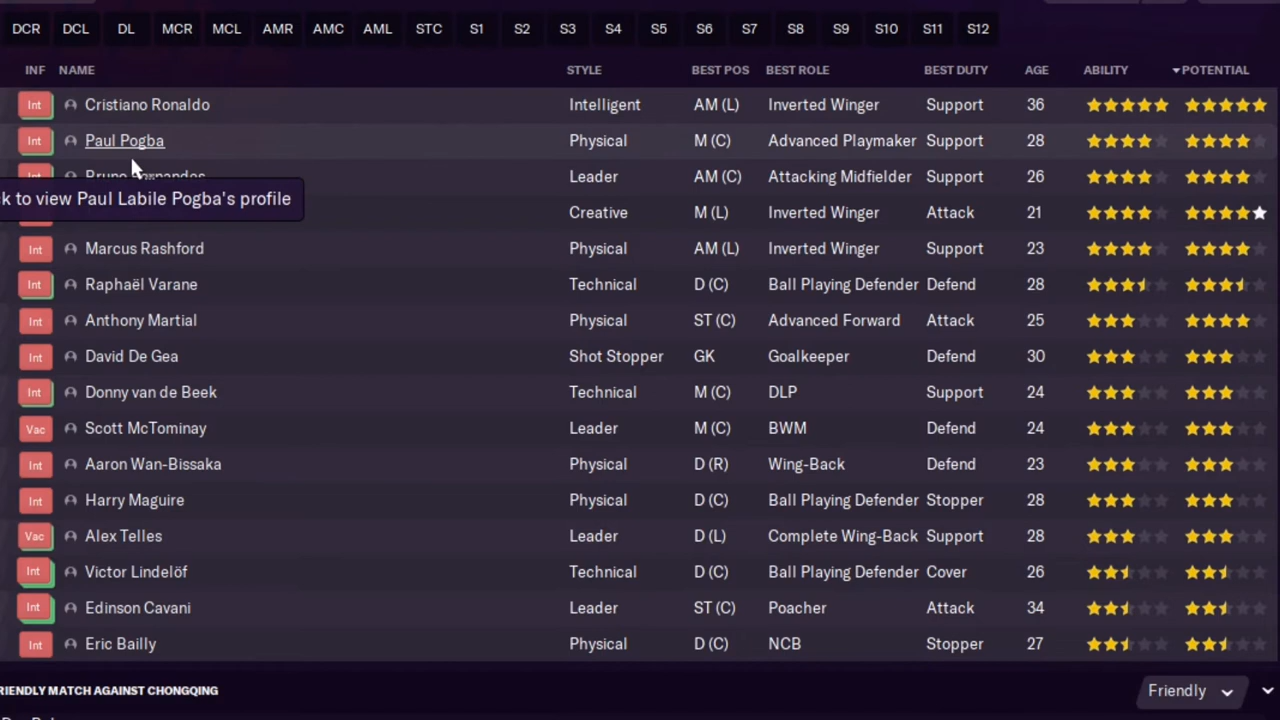 DCR DCL DL MCR MCL AMR AMC AML STC S1 S2 S3 S4 S5 S6 S7 S8 S9 S10 S11 S12
INF NAME STYLE BEST POS BEST ROLE BEST DUTY AGE ABILITY POTENTIAL
Int Cristiano Ronaldo Intelligent AM (L) Inverted Winger Support 36
Int Paul Pogba Physical M (C) Advanced Playmaker Support 28
Int Bruno Fernandes Leader AM (C) Attacking Midfielder Support 26
k to view Paul Labile Pogba's profile
Creative M (L) Inverted Winger Attack 21
Int Marcus Rashford Physical AM (L) Inverted Winger Support 23
Int Raphaël Varane Technical D (C) Ball Playing Defender Defend 28
Int Anthony Martial Physical ST (C) Advanced Forward Attack 25
Int David De Gea Shot Stopper GK Goalkeeper Defend 30
Int Donny van de Beek Technical M (C) DLP Support 24
Vac Scott McTominay Leader M (C) BWM Defend 24
Int Aaron Wan-Bissaka Physical D (R) Wing-Back Defend 23
Int Harry Maguire Physical D (C) Ball Playing Defender Stopper 28
Vac Alex Telles Leader D (L) Complete Wing-Back Support 28
Int Victor Lindelöf Technical D (C) Ball Playing Defender Cover 26
Int Edinson Cavani Leader ST (C) Poacher Attack 34
Int Eric Bailly Physical D (C) NCB Stopper 27
RIENDLY MATCH AGAINST CHONGQING Friendly